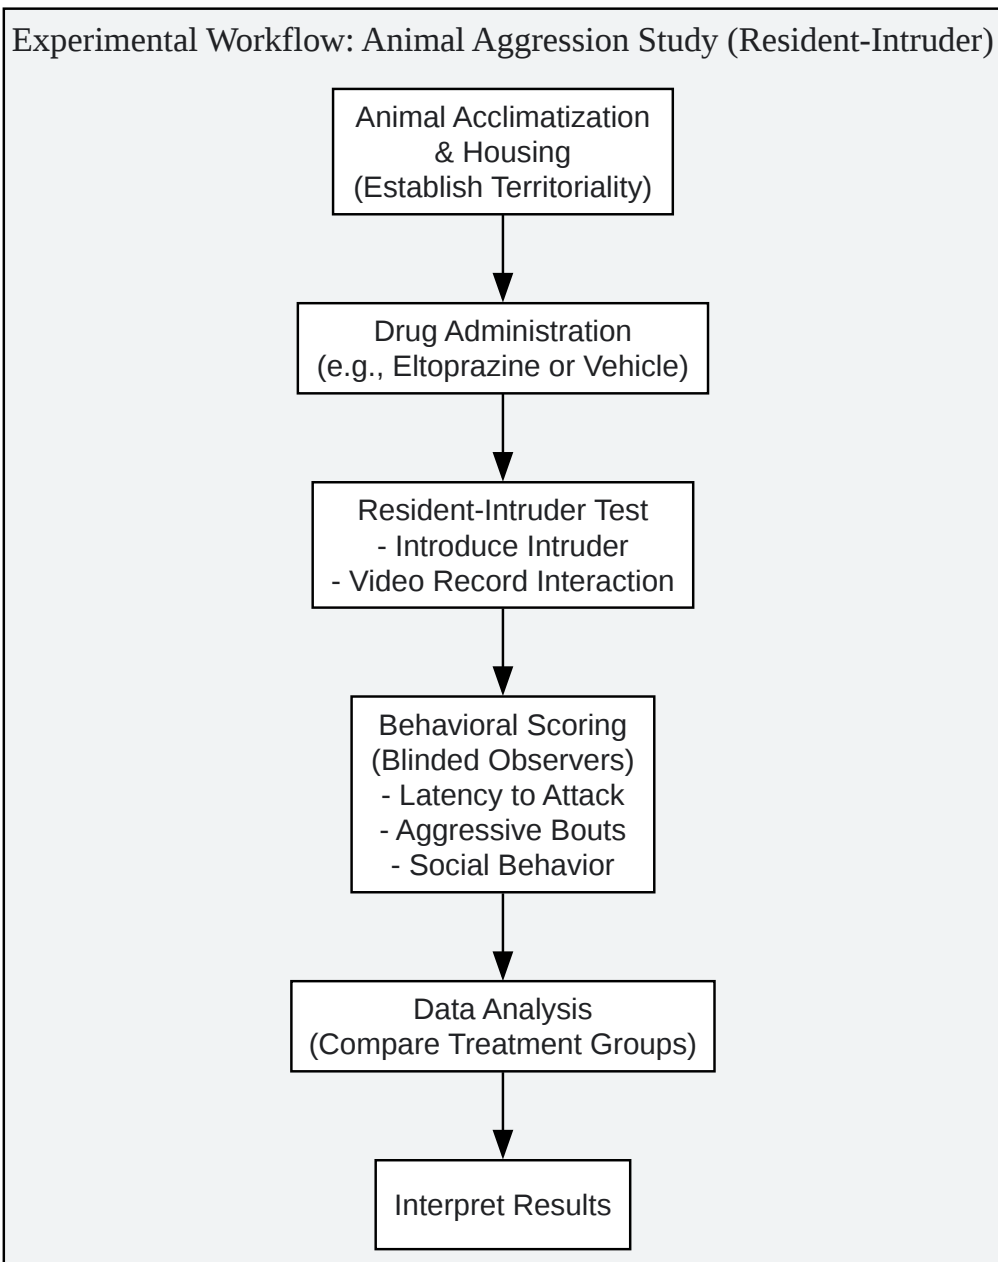 Experimental Workflow: Animal Aggression Study (Resident-Intruder)
Animal Acclimatization
& Housing
(Establish Territoriality)
Drug Administration
(e.g., Eltoprazine or Vehicle)
Resident-Intruder Test
- Introduce Intruder
- Video Record Interaction
Behavioral Scoring
(Blinded Observers)
- Latency to Attack
- Aggressive Bouts
- Social Behavior
Data Analysis
(Compare Treatment Groups)
Interpret Results